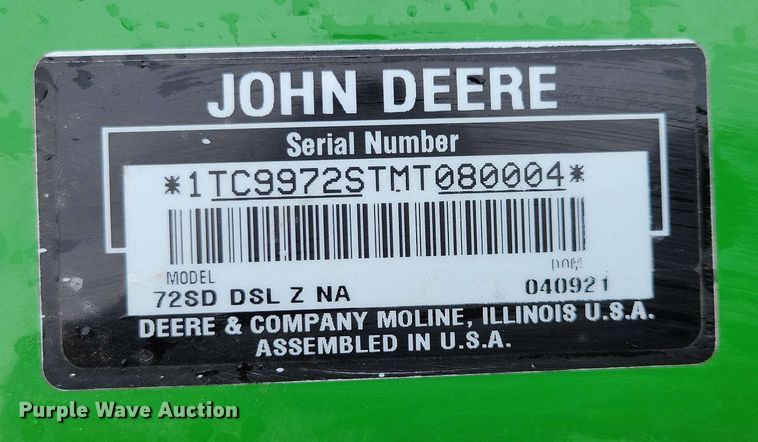 JOHN DEERE
Serial Number
*1TC9972STMT080004*
MODEL DOM
72SD DSL Z NA 040921
DEERE & COMPANY MOLINE, ILLINOIS U.S.A.
ASSEMBLED IN U.S.A.
Purple Wave Auction